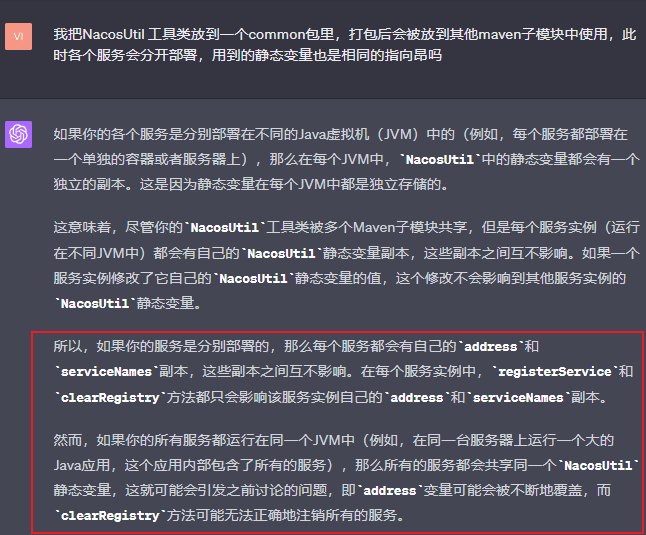 VI
我把NacosUtil 工具类放到一个common包里，打包后会被放到其他maven子模块中使用，此
时各个服务会分开部署，用到的静态变量也是相同的指向昂吗
如果你的各个服务是分别部署在不同的Java虚拟机（JVM）中的（例如，每个服务都部署在
一个单独的容器或者服务器上），那么在每个JVM中，`NacosUtil`中的静态变量都会有一个
独立的副本。这是因为静态变量在每个JVM中都是独立存储的。
这意味着，尽管你的`NacosUtil`工具类被多个Maven子模块共享，但是每个服务实例（运行
在不同JVM中）都会有自己的`NacosUtil`静态变量副本，这些副本之间互不影响。如果一个
服务实例修改了它自己的`NacosUtil`静态变量的值，这个修改不会影响到其他服务实例的
`NacosUtil`静态变量。
所以，如果你的服务是分别部署的，那么每个服务都会有自己的`address`和
`serviceNames`副本，这些副本之间互不影响。在每个服务实例中，`registerService`和
`clearRegistry`方法都只会影响该服务实例自己的`address`和`serviceNames`副本。
然而，如果你的所有服务都运行在同一个JVM中（例如，在同一台服务器上运行一个大的
Java应用，这个应用内部包含了所有的服务），那么所有的服务都会共享同一个`NacosUtil`
静态变量，这就可能会引发之前讨论的问题，即`address`变量可能会被不断地覆盖，而
`clearRegistry`方法可能无法正确地注销所有的服务。